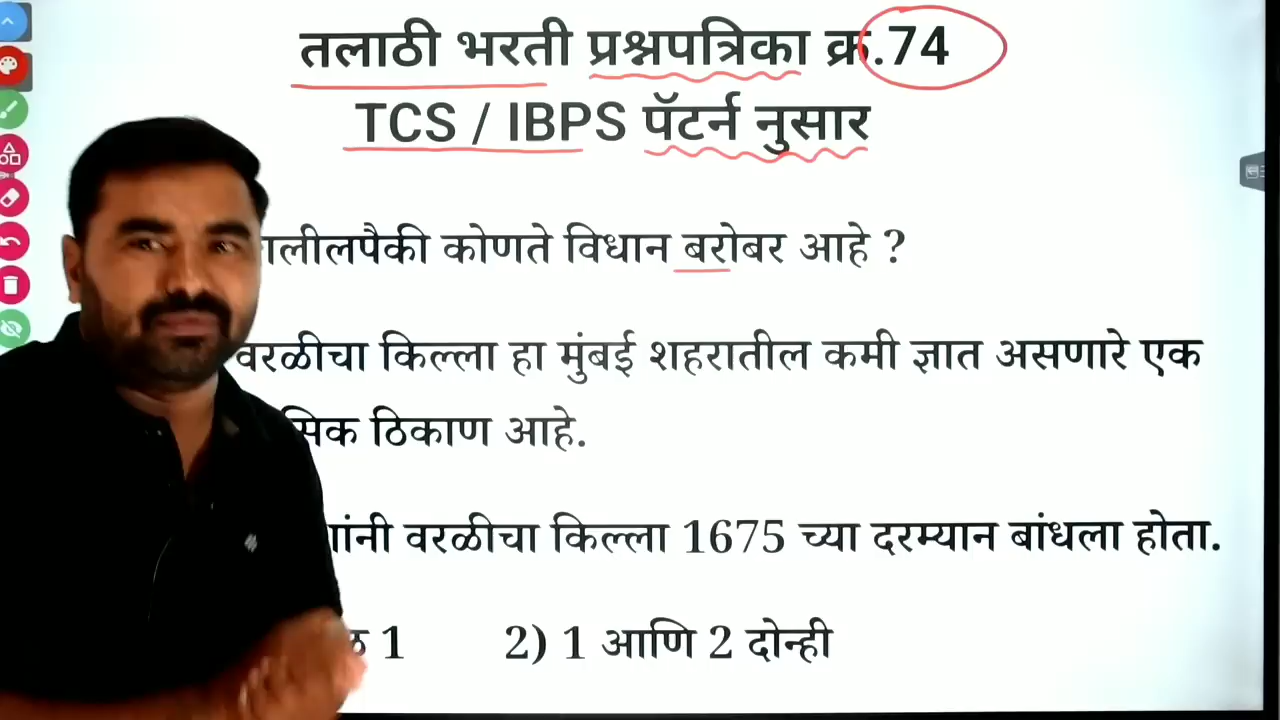 तलाठी भरती प्रश्नपत्रिका क्र.74
TCS / IBPS पॅटर्न नुसार
कोणते विधान बरोबर आहे ?
वरळीचा किल्ला हा मुंबई शहरातील कमी ज्ञात असणारे एक
ठिकाण आहे.
वरळीचा किल्ला 1675 च्या दरम्यान बांधला होता.
1 2) 1 आणि 2 दोन्ही